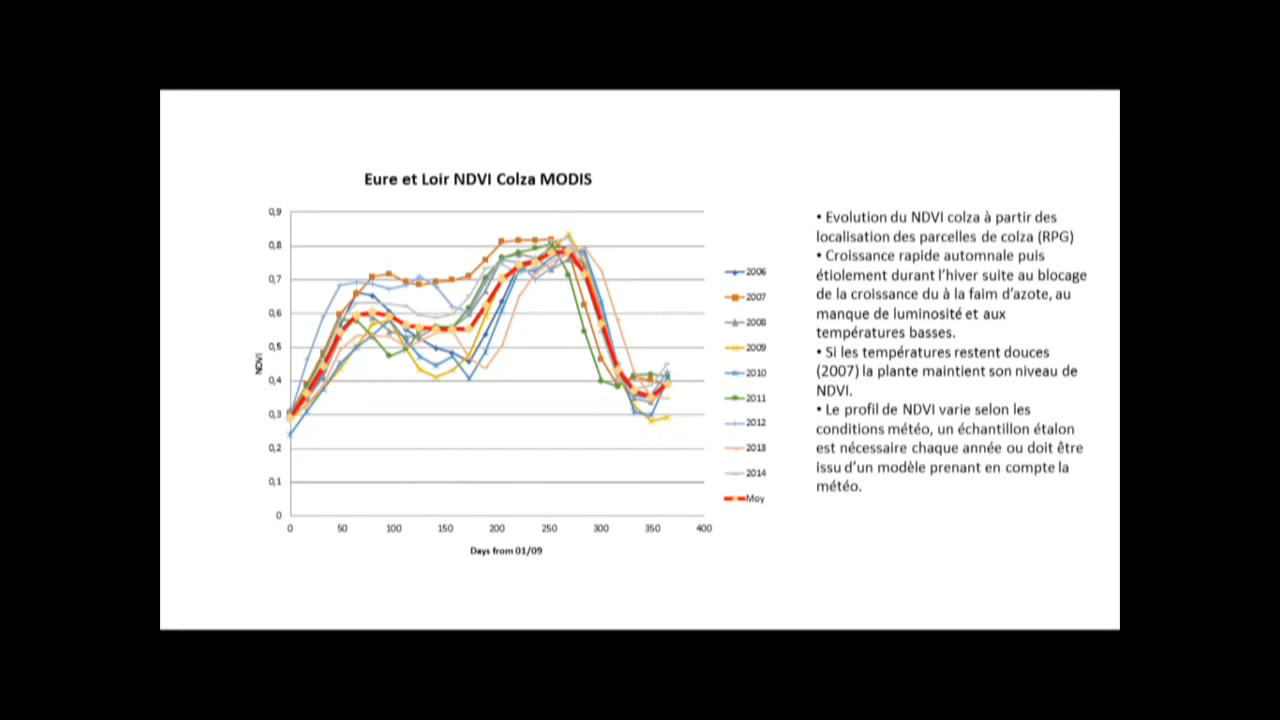 Eure et Loir NDVI Colza MODIS
0,9
0,8
0,7
0,6
0,5
0,4
0,3
0,2
0,1
0
NDVI
0 50 100 150 200 250 300 350 400
Days from 01/09
2006
2007
2008
2009
2010
2011
2012
2013
2014
Moy
• Evolution du NDVI colza à partir des
localisation des parcelles de colza (RPG)
• Croissance rapide automnale puis
étiolement durant l'hiver suite au blocage
de la croissance du à la faim d'azote, au
manque de luminosité et aux
températures basses.
• Si les températures restent douces
(2007) la plante maintient son niveau de
NDVI.
• Le profil de NDVI varie selon les
conditions météo, un échantillon étalon
est nécessaire chaque année ou doit être
issu d'un modèle prenant en compte la
météo.